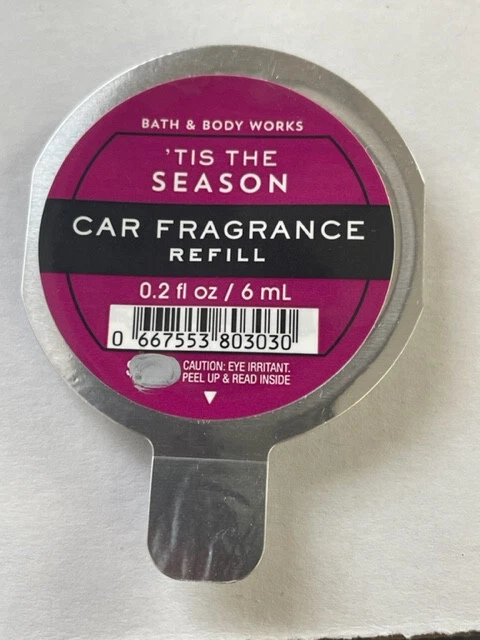 BATH & BODY WORKS
'TIS THE
SEASON
CAR FRAGRANCE
REFILL
0.2 fl oz / 6 mL
0 667553 803030
CAUTION: EYE IRRITANT.
PEEL UP & READ INSIDE